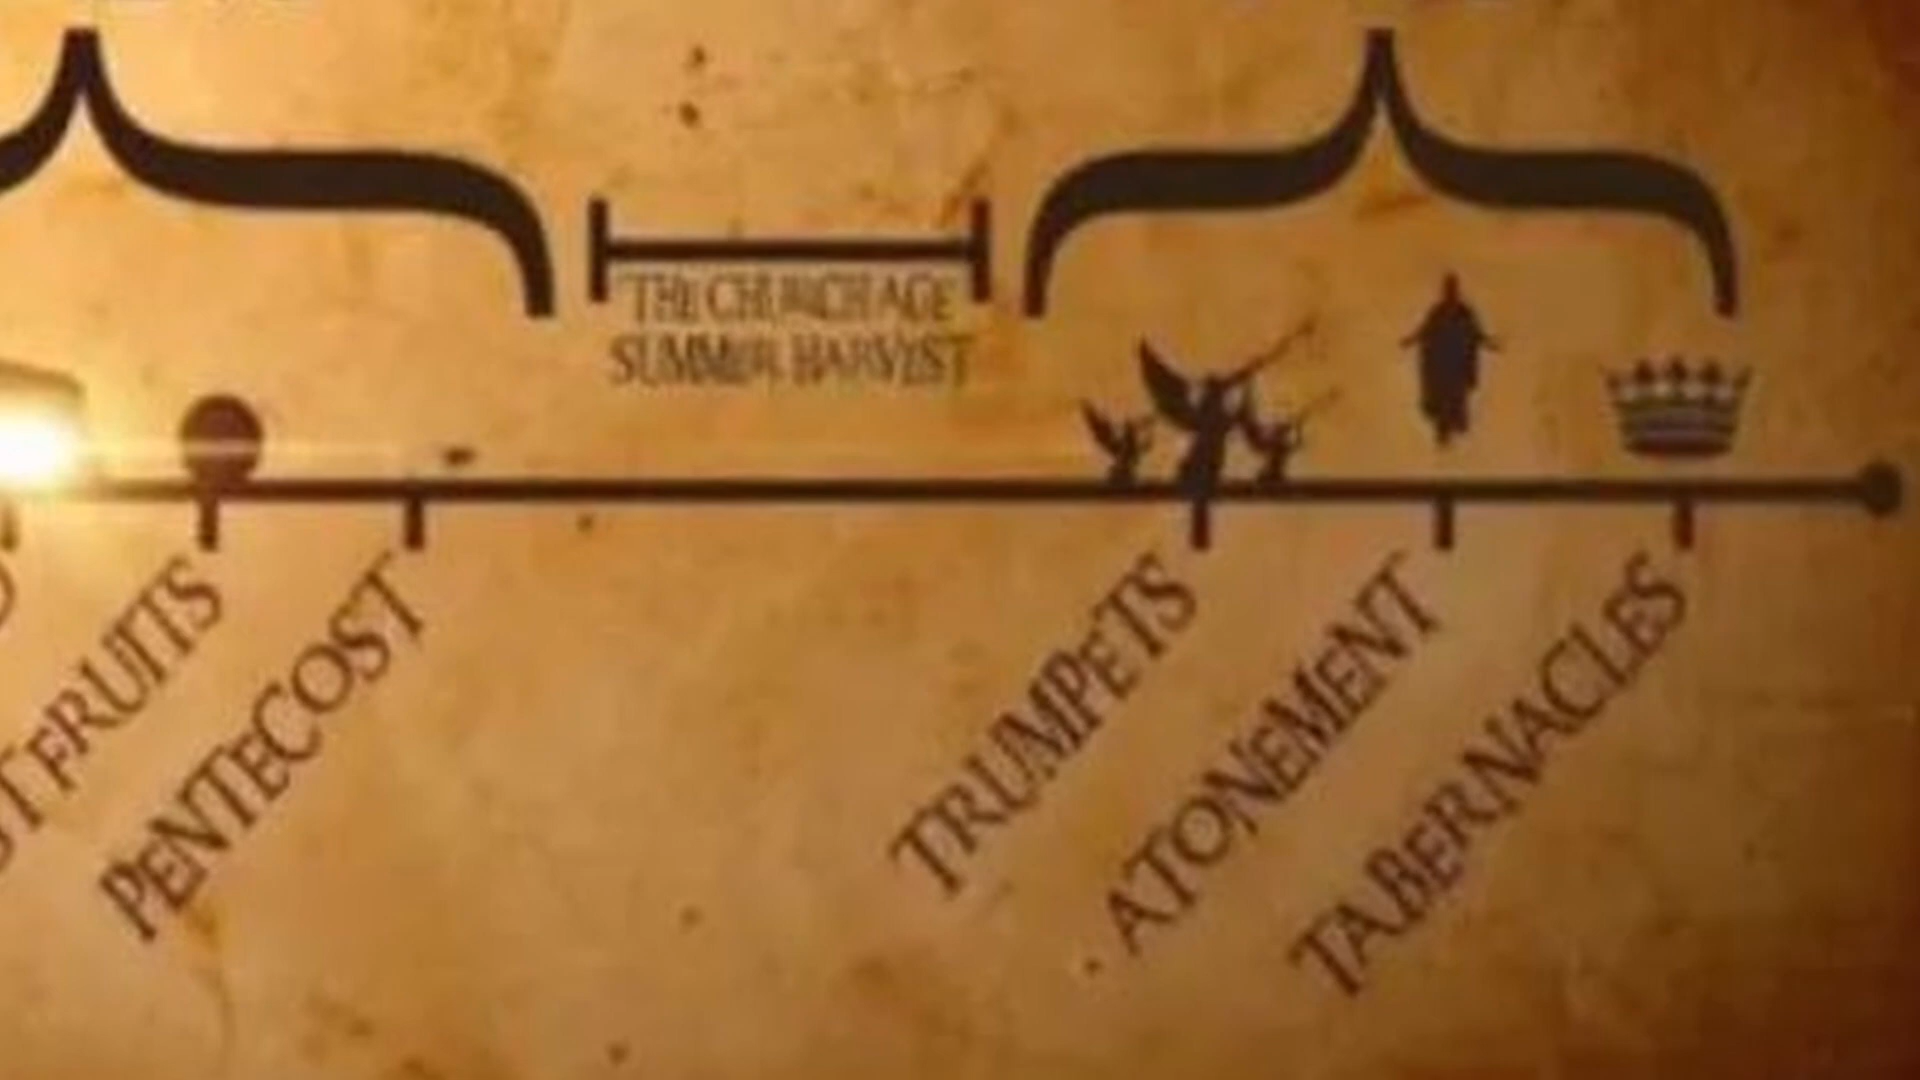 THE CHURCH AGE
SUMMER HARVEST
FRUITS
PENTECOST
TRUMPETS
ATONEMENT
TABERNACLES